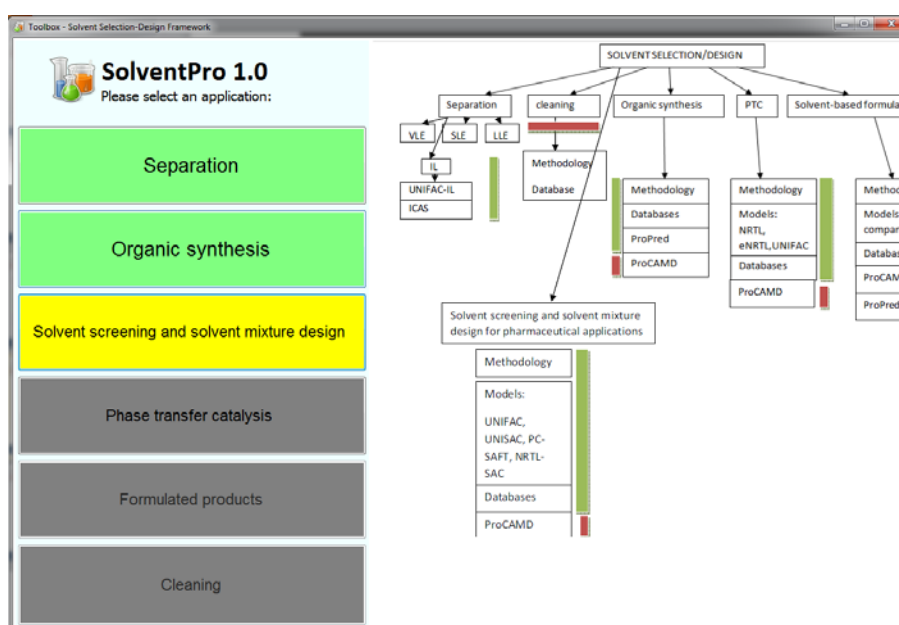 Toolbox - Solvent Selection-Design Framework
SolventPro 1.0
Please select an application:
Separation
Organic synthesis
Solvent screening and solvent mixture design
Phase transfer catalysis
Formulated products
Cleaning
SOLVENT SELECTION/DESIGN
Separation
cleaning
Organic synthesis
PTC
Solvent-based formula
VLE
SLE
LLE
IL
UNIFAC-IL
ICAS
Methodology
Database
Methodology
Databases
ProPred
ProCAMD
Methodology
Models:
NRTL,
eNRTL,UNIFAC
Databases
ProCAMD
Method
Models
compar
Databas
ProCAM
ProPred
Solvent screening and solvent mixture
design for pharmaceutical applications
Methodology
Models:
UNIFAC,
UNISAC, PC-
SAFT, NRTL-
SAC
Databases
ProCAMD